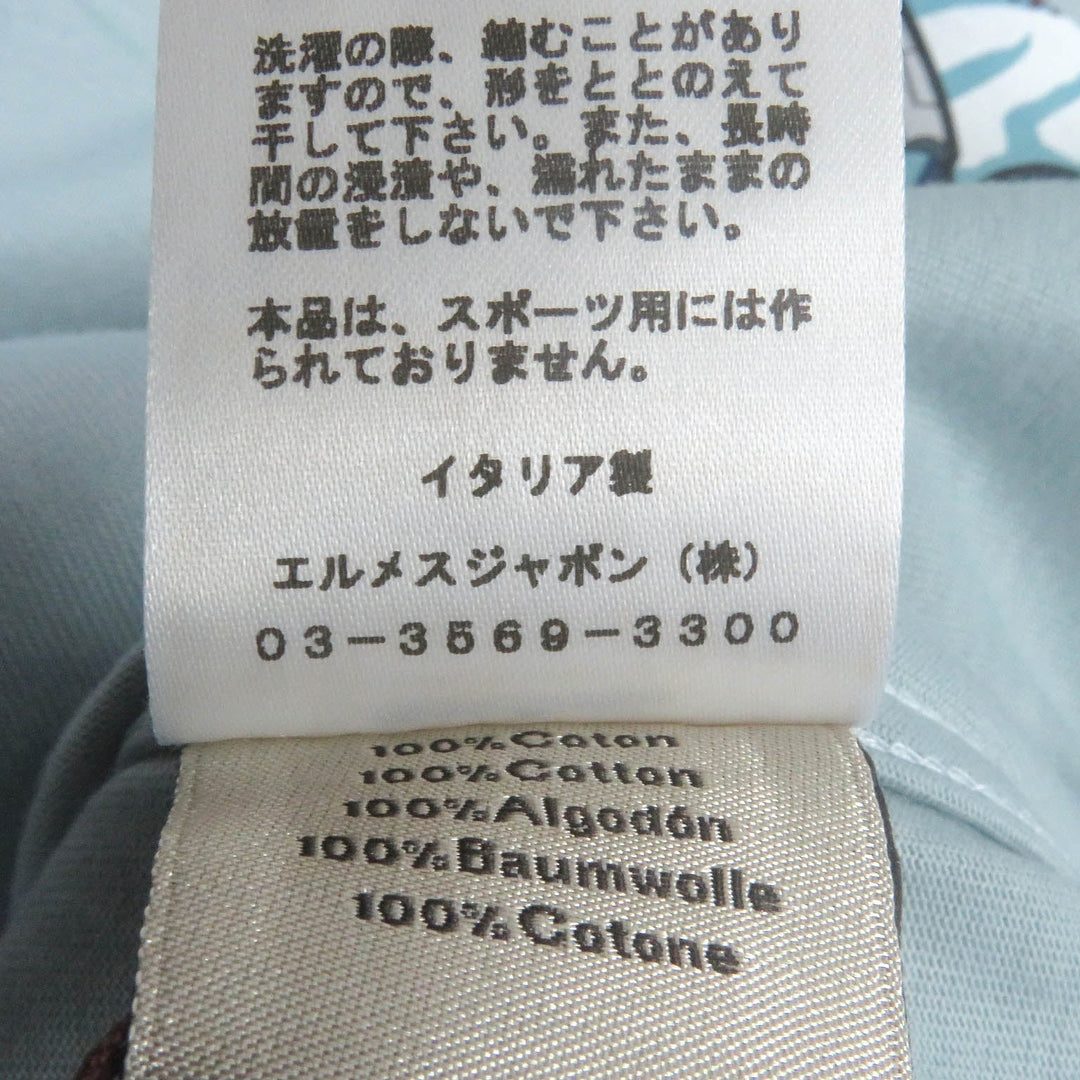 洗濯の際、縮むことがあり
ますので、形をととのえて
干して下さい。また、長時
間の浸漬や、濡れたままの
放置をしないで下さい。
本品は、スポーツ用には作
られておりません。
イタリア製
エルメスジャポン（株）
０３－３５６９－３３００
100%Coton
100%Cotton
100%Algodón
100%Baumwolle
100%Cotone